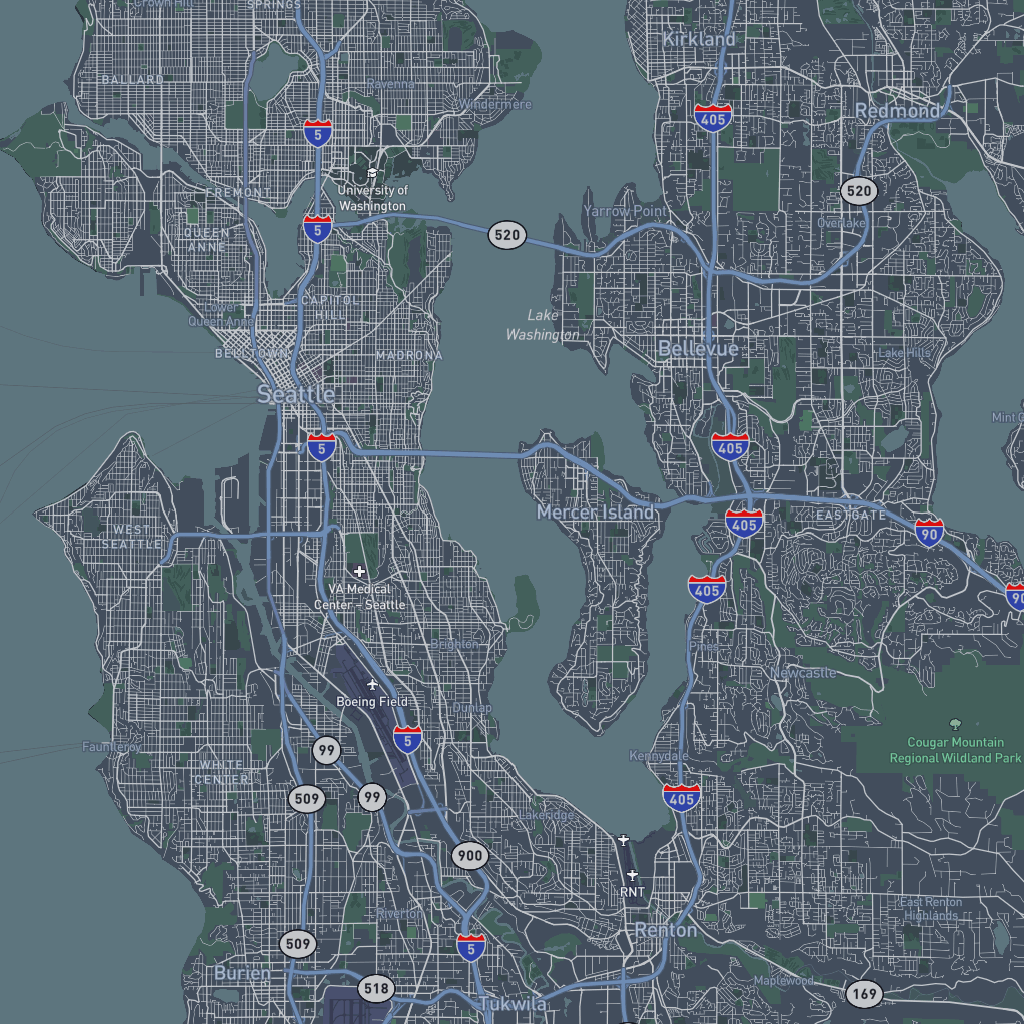 Crown Hill
SPRINGS
Kirkland
BALLARD
Ravenna
Windermere
405
Redmond
5
520
University of
Washington
FREMONT
Yarrow Point
Overlake
QUEEN
ANNE
5
520
CAPITOL
HILL
Lower
Queen Anne
Lake
Washington
BELLTOWN
MADRONA
Bellevue
Lake Hills
Seattle
5
405
Mercer Island
EASTGATE
405
90
WEST
SEATTLE
VA Medical
Center – Seattle
405
90
Brighton
Pines
Newcastle
Boeing Field
Dunlap
5
Cougar Mountain
Regional Wildland Park
Fauntleroy
99
Kennydale
WHITE
CENTER
509
99
405
Lakeridge
900
RNT
Riverton
East Renton
Highlands
509
5
Renton
Burien
518
Tukwila
Maplewood
169